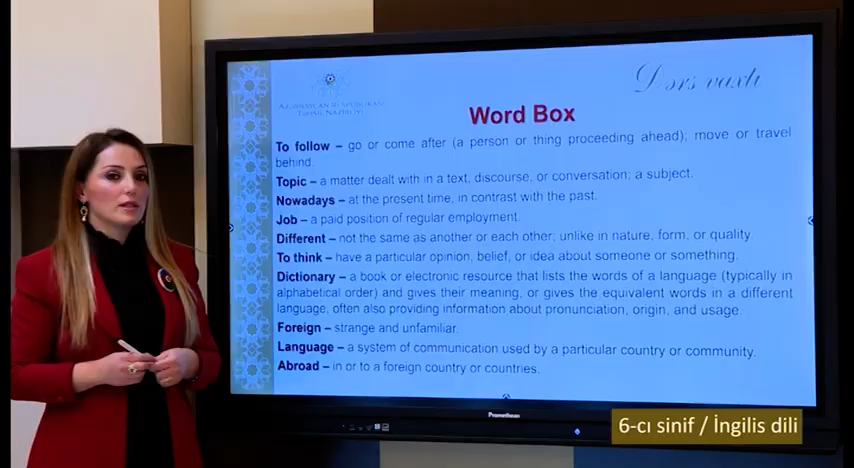 Dərs vaxtı
AZƏRBAYCAN RESPUBLİKASI
TƏHSİL NAZİRLİYİ
Word Box
To follow – go or come after (a person or thing proceeding ahead); move or travel
behind.
Topic – a matter dealt with in a text, discourse, or conversation; a subject.
Nowadays – at the present time, in contrast with the past.
Job – a paid position of regular employment.
Different – not the same as another or each other; unlike in nature, form, or quality.
To think – have a particular opinion, belief, or idea about someone or something.
Dictionary – a book or electronic resource that lists the words of a language (typically in
alphabetical order) and gives their meaning, or gives the equivalent words in a different
language, often also providing information about pronunciation, origin, and usage.
Foreign – strange and unfamiliar.
Language – a system of communication used by a particular country or community.
Abroad – in or to a foreign country or countries.
Promethean
6-cı sinif / İngilis dili